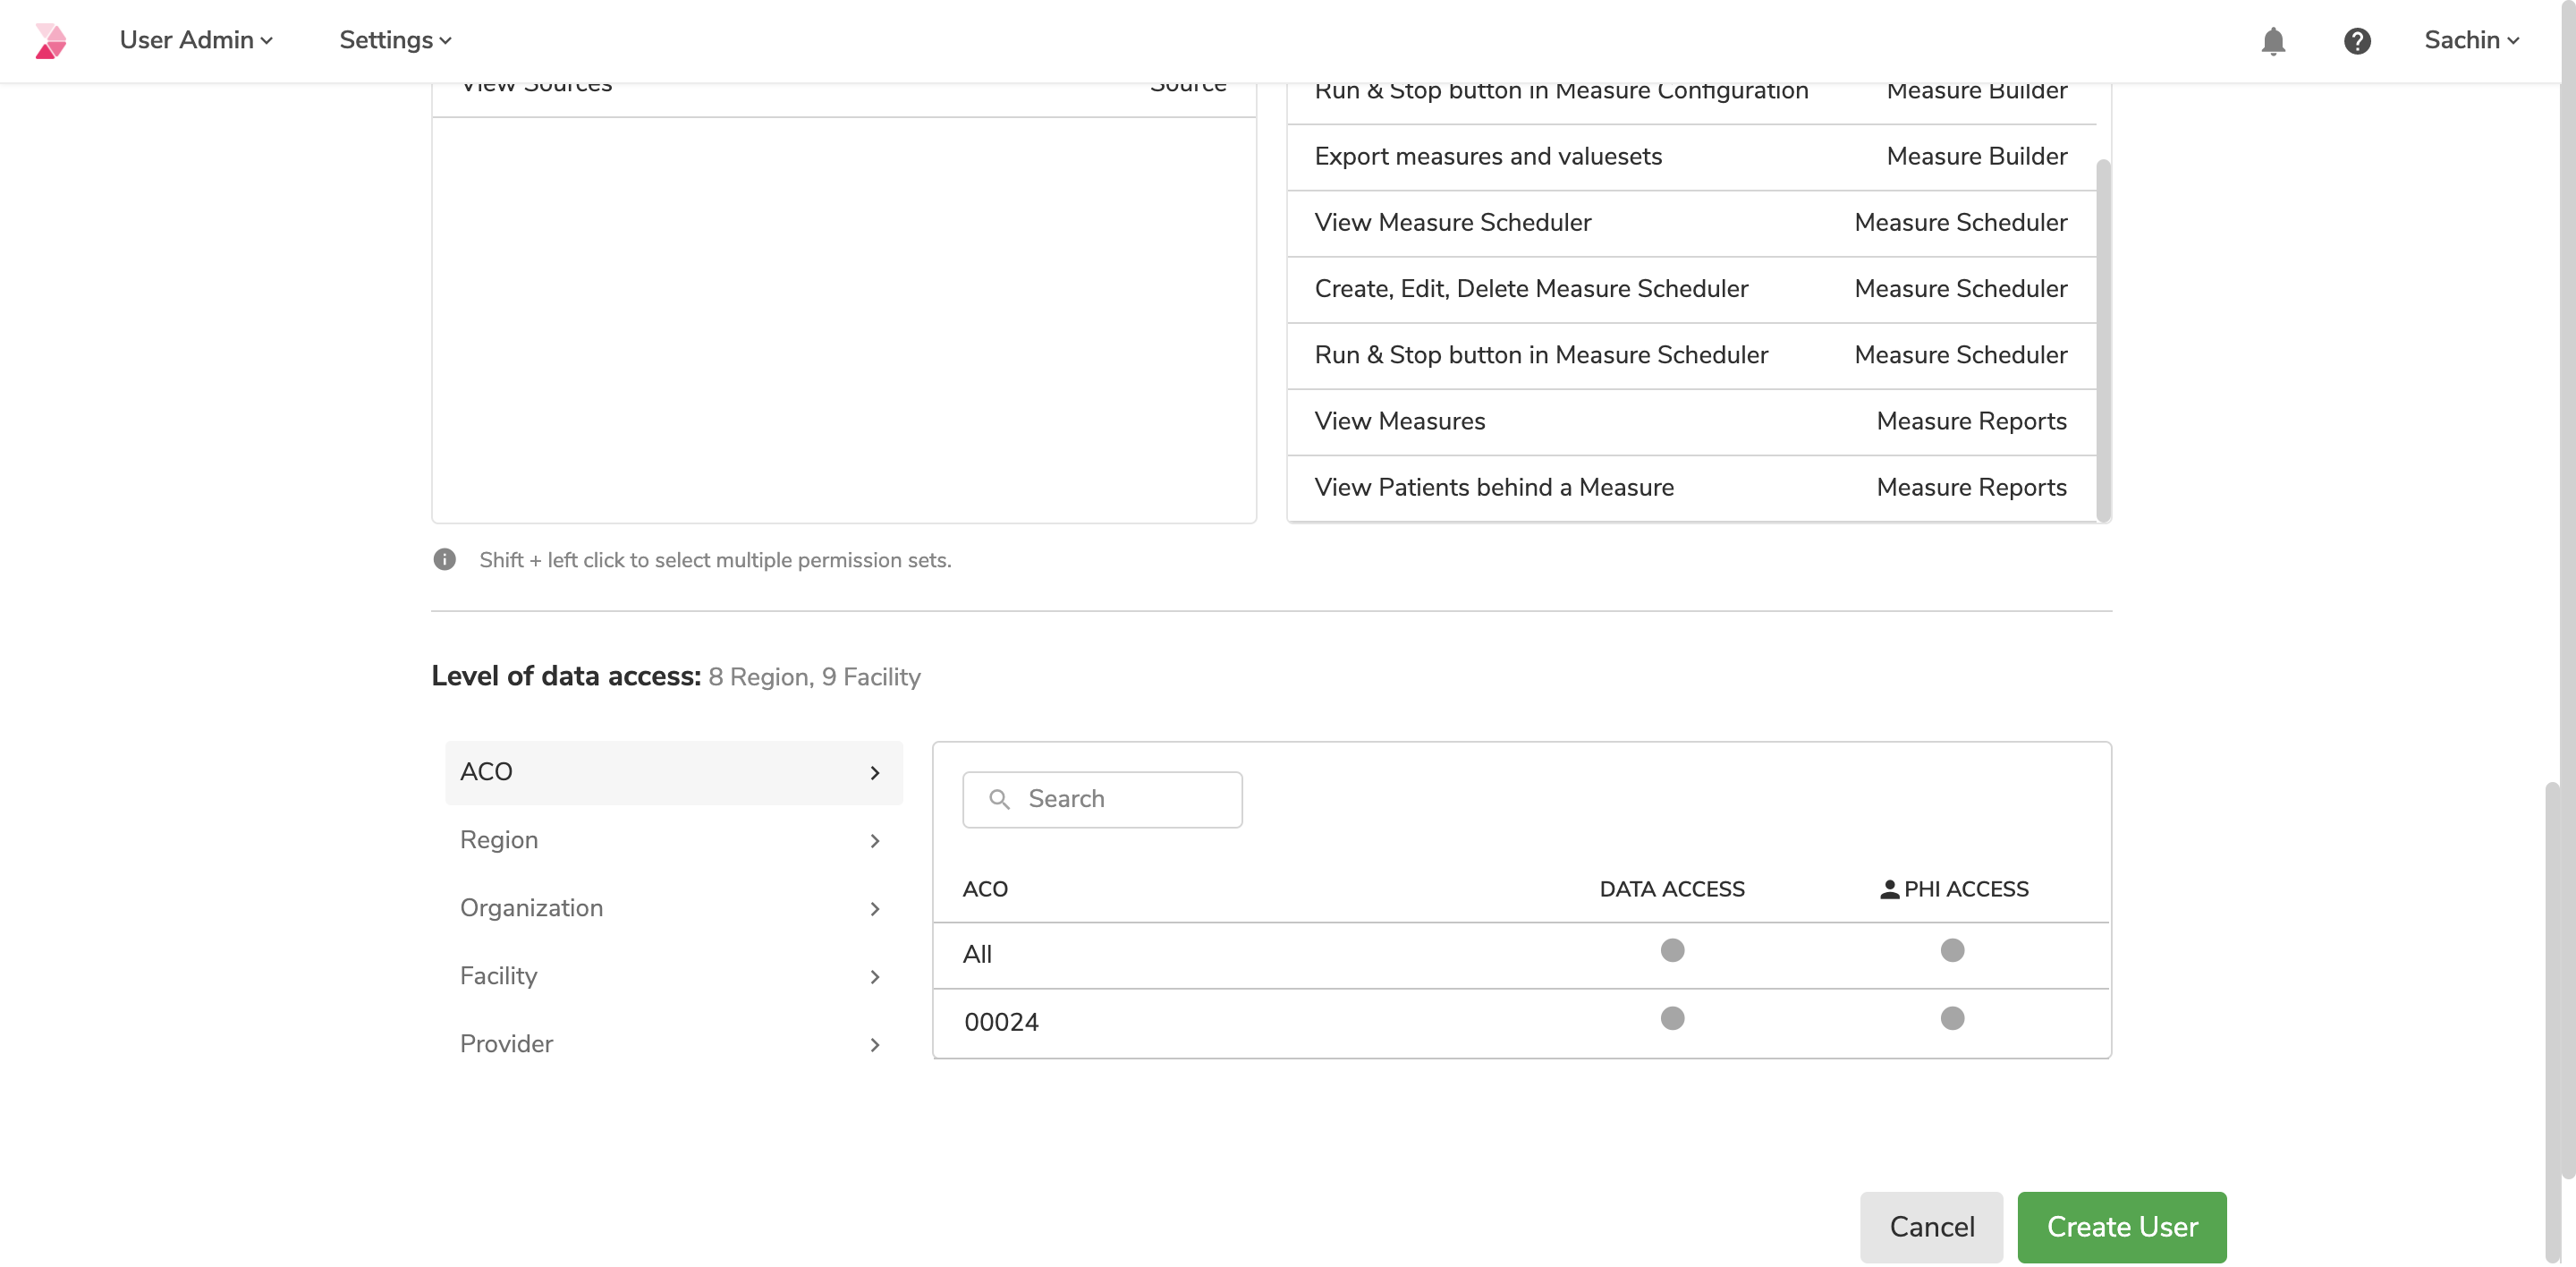 User Admin
Settings
Sachin
View Sources Source
Run & Stop button in Measure Configuration Measure Builder
Export measures and valuesets Measure Builder
View Measure Scheduler Measure Scheduler
Create, Edit, Delete Measure Scheduler Measure Scheduler
Run & Stop button in Measure Scheduler Measure Scheduler
View Measures Measure Reports
View Patients behind a Measure Measure Reports
Shift + left click to select multiple permission sets.
Level of data access: 8 Region, 9 Facility
ACO
Region
Organization
Facility
Provider
Search
ACO DATA ACCESS PHI ACCESS
All
00024
Cancel
Create User